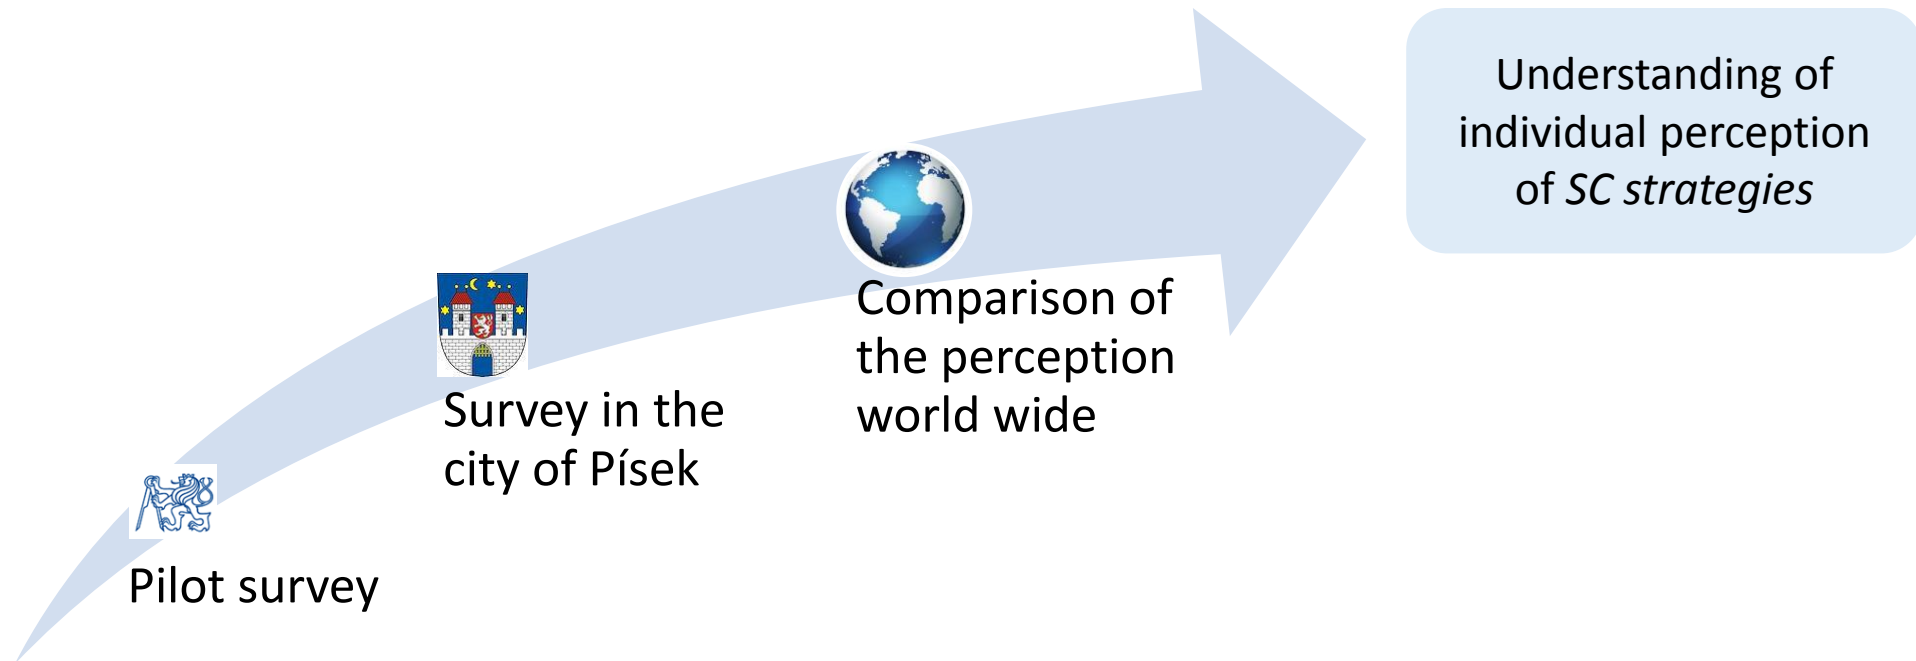 Understanding of
individual perception
of SC strategies
Comparison of
the perception
world wide
Survey in the
city of Písek
Pilot survey